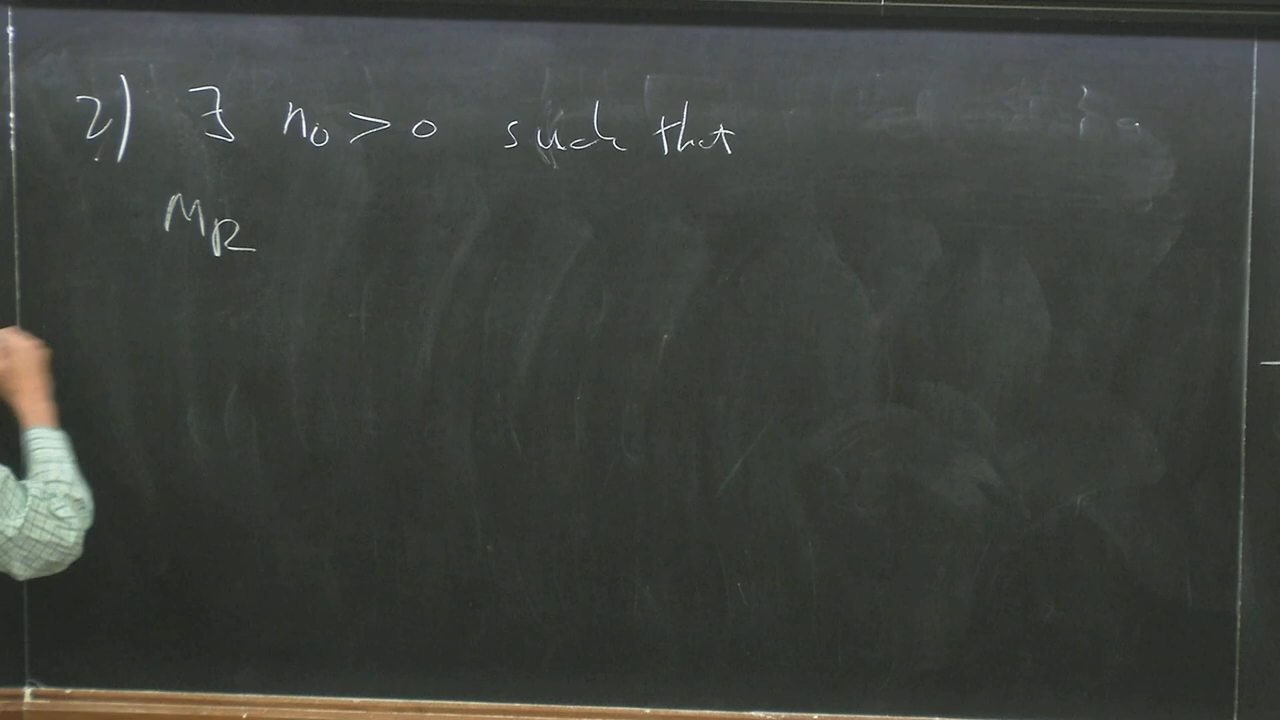 2) ∃ n₀ > 0 such that
M_R